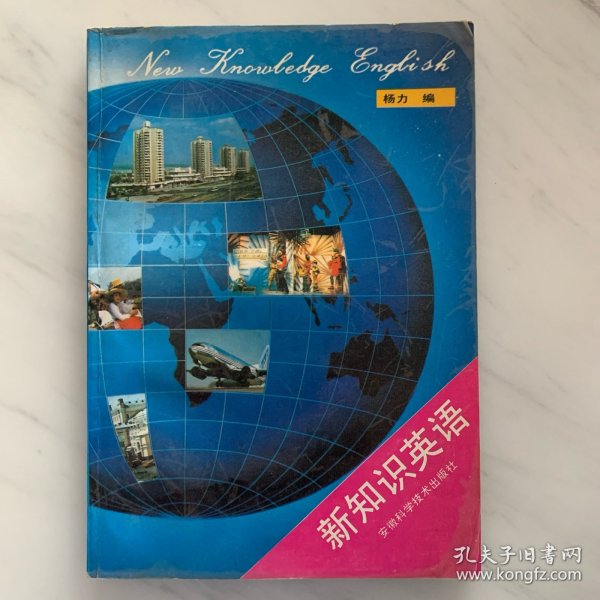 New Knowledge English
杨力 编
新知识英语
安徽科学技术出版社
孔夫子旧书网
www.kongfz.com